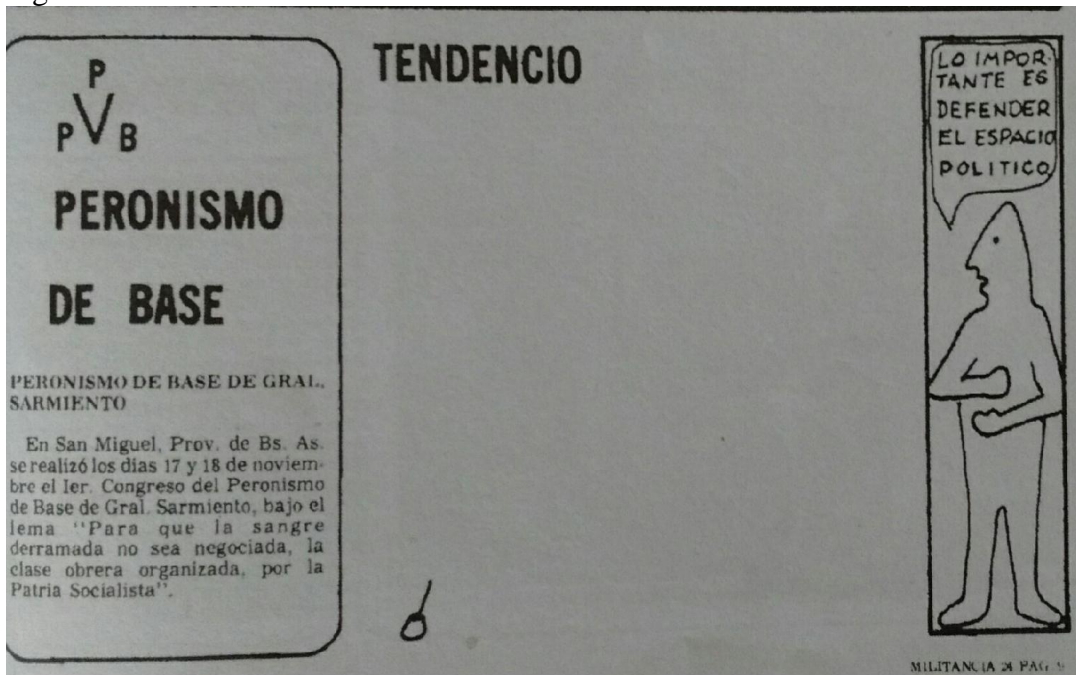 P
P V B
PERONISMO
DE BASE
PERONISMO DE BASE DE GRAL.
SARMIENTO
En San Miguel, Prov. de Bs. As.
se realizó los días 17 y 18 de noviem-
bre el Ier. Congreso del Peronismo
de Base de Gral. Sarmiento, bajo el
lema "Para que la sangre
derramada no sea negociada, la
clase obrera organizada, por la
Patria Socialista".
TENDENCIO
LO IMPOR-
TANTE ES
DEFENDER
EL ESPACIO
POLITICO
MILITANCIA PAG.